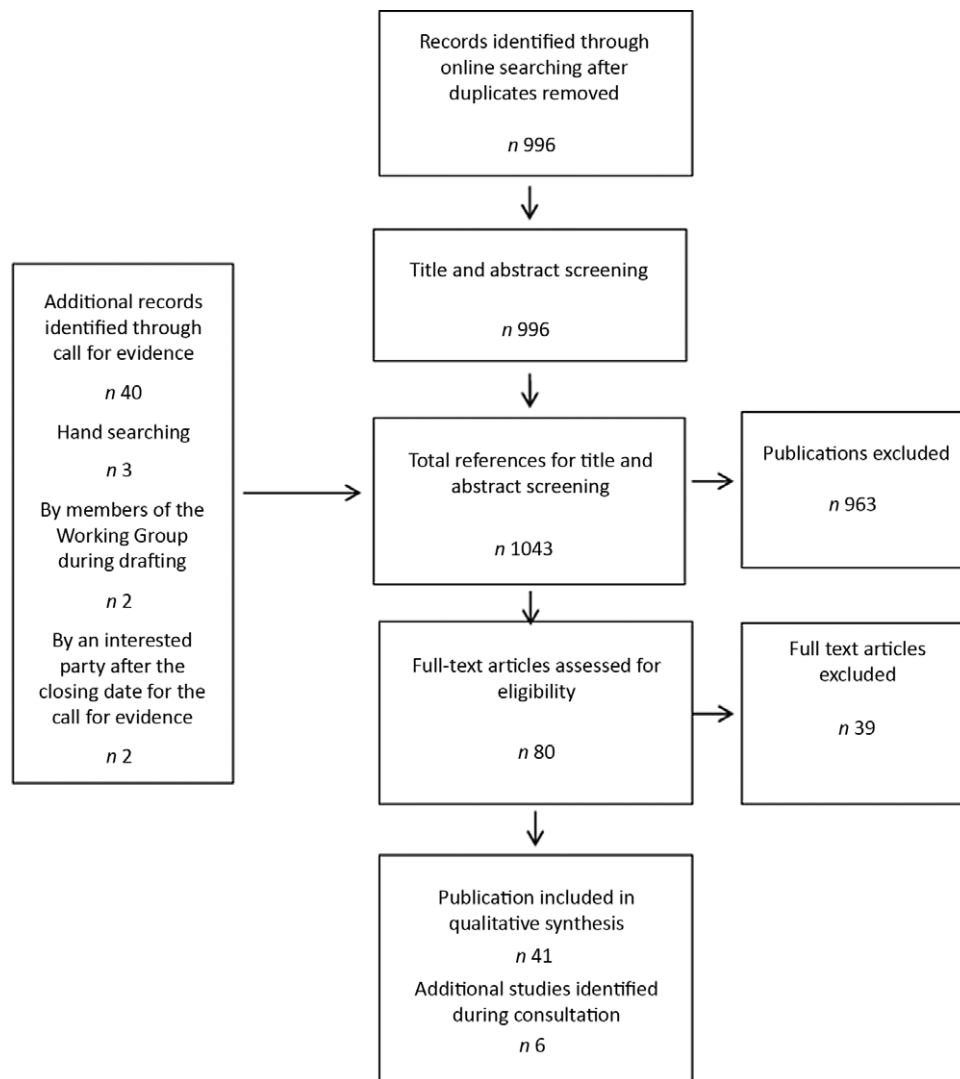 Records identified through
online searching after
duplicates removed
n 996
Title and abstract screening
n 996
Additional records
identified through
call for evidence
n 40
Hand searching
n 3
By members of the
Working Group
during drafting
n 2
By an interested
party after the
closing date for the
call for evidence
n 2
Total references for title and
abstract screening
n 1043
Publications excluded
n 963
Full-text articles assessed for
eligibility
n 80
Full text articles
excluded
n 39
Publication included in
qualitative synthesis
n 41
Additional studies identified
during consultation
n 6